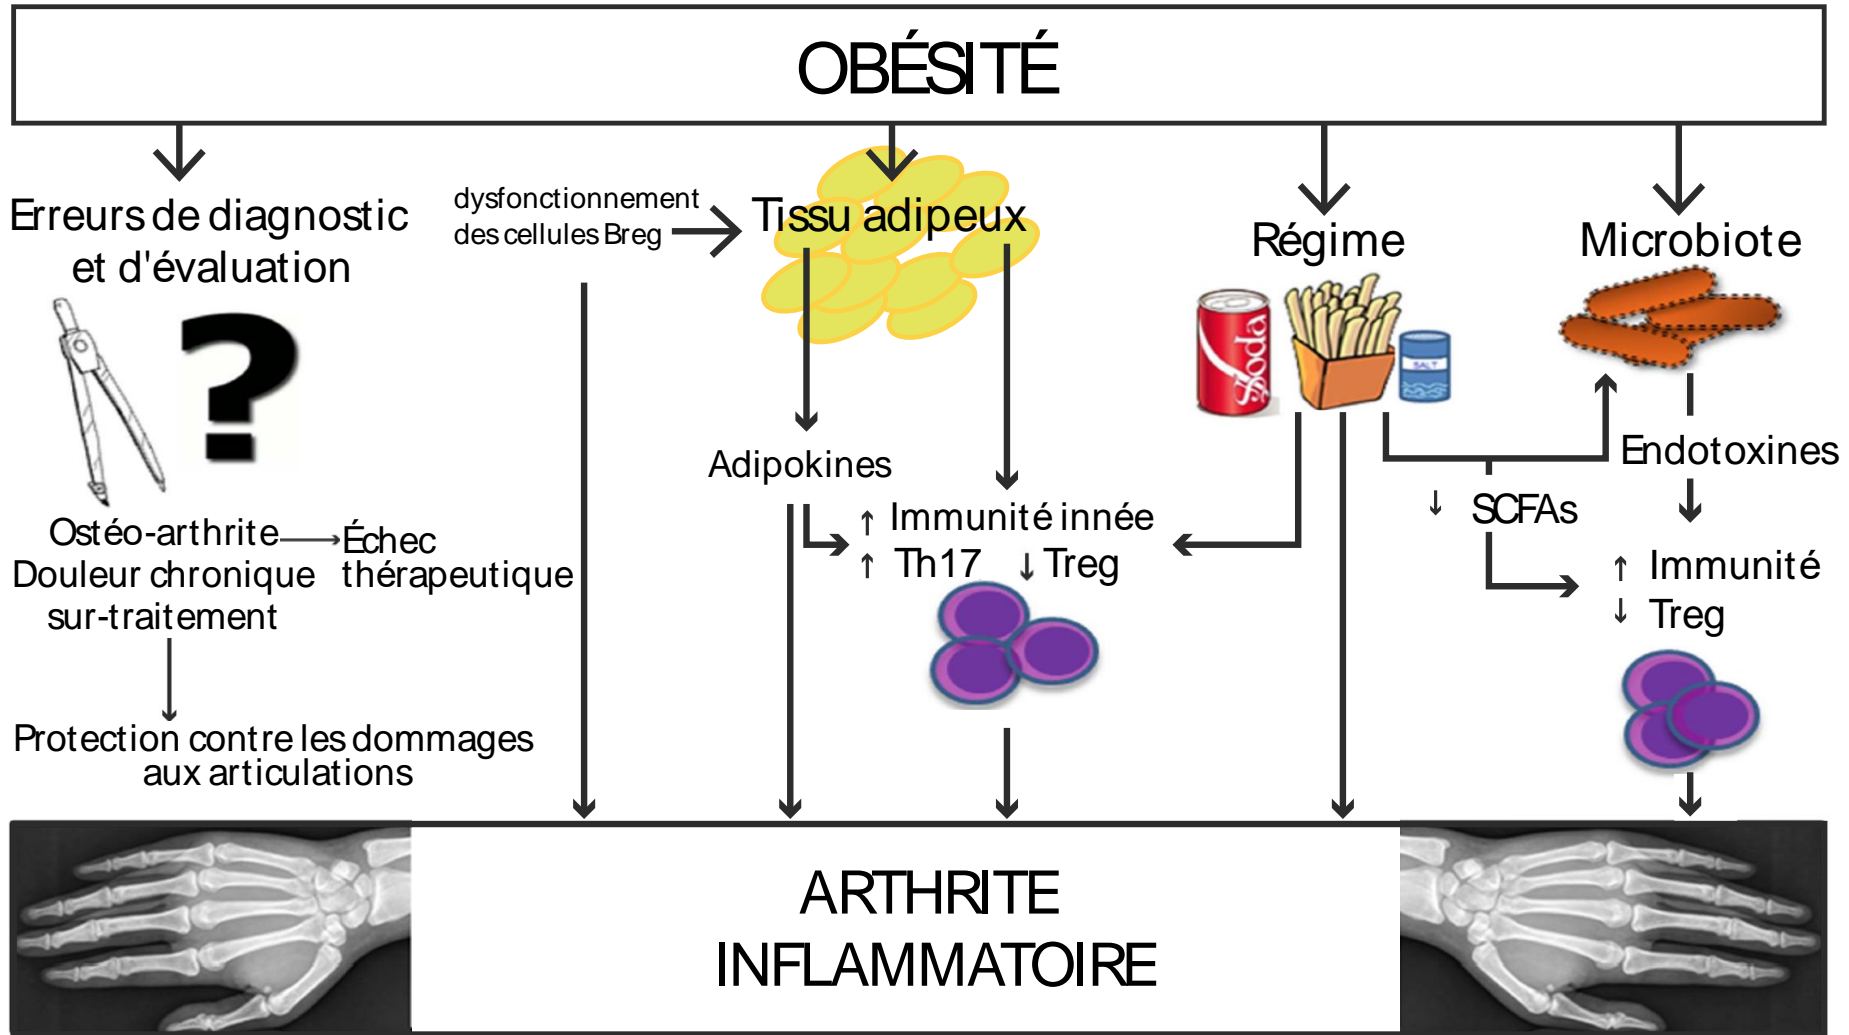 OBÉSITÉ
Erreurs de diagnostic
et d'évaluation
dysfonctionnement
des cellules Breg
Tissu adipeux
Régime
Microbiote
Soda
SALT
Adipokines
Endotoxines
↓ SCFAs
↑ Immunité innée
↑ Th17 ↓ Treg
Ostéo-arthrite
Douleur chronique
sur-traitement
Échec
thérapeutique
↑ Immunité
↓ Treg
Protection contre les dommages
aux articulations
ARTHRITE
INFLAMMATOIRE